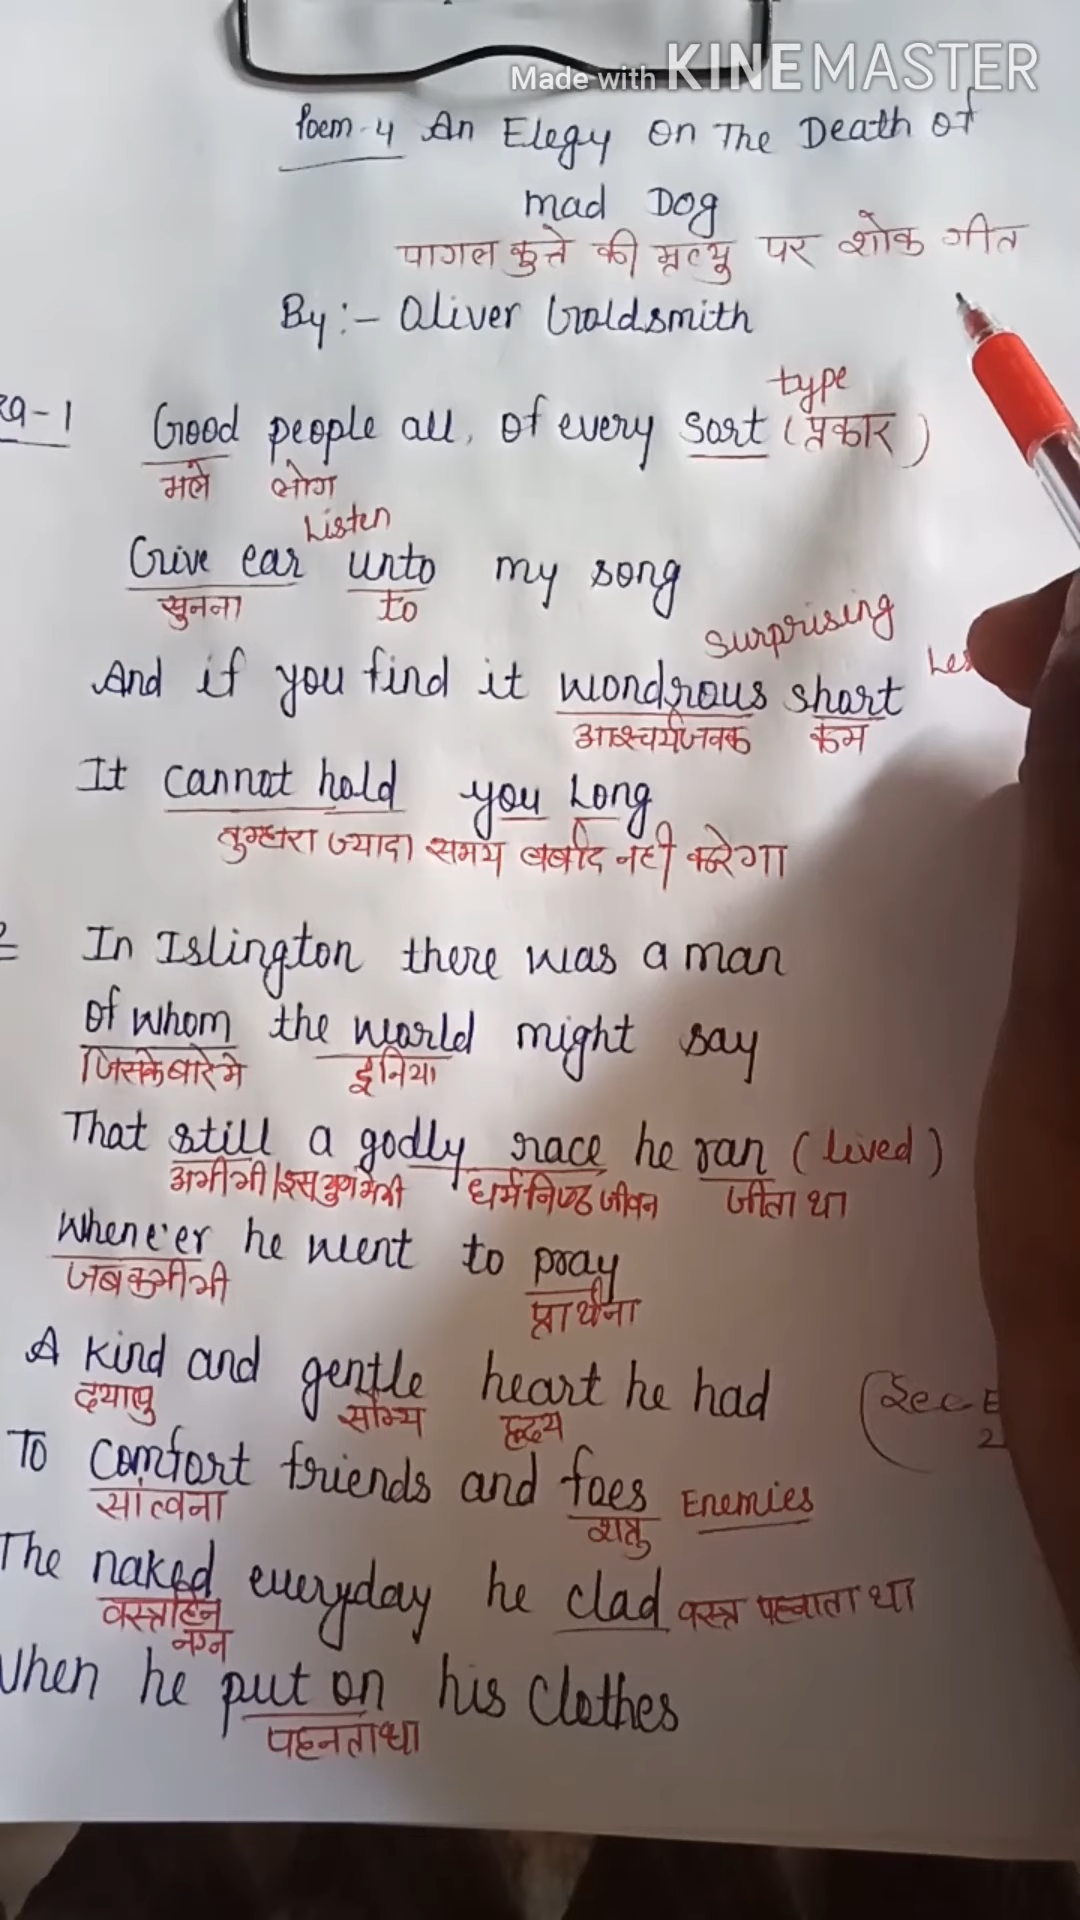 Made with KINEMASTER
Poem-4 An Elegy On The Death Of
mad Dog
पागल कुत्ते की मृत्यु पर शोक गीत
By :- Oliver Goldsmith
type
-1 Good people all, of every sort (प्रकार)
भले लोग
Listen
Give ear unto my song
सुनना to
surprising
And if you find it wondrous short
आश्चर्यजनक कम
It cannot hold you Long
तुम्हारा ज्यादा समय बर्बाद नही करेगा
In Islington there was a man
Of whom the world might say
जिसके बारे मे दुनिया
That still a godly race he ran (lived)
अभी भी/इस युग मे भी धर्मनिष्ठ जीवन जीता था
Whene'er he went to pray
जब कभी भी प्रार्थना
A kind and gentle heart he had
दयालु सौम्य ह्रदय
To comfort friends and foes Enemies
सांत्वना शत्रु
The naked everyday he clad वस्त्र पहनाता था
वस्त्रहिन
नग्न
When he put on his clothes
पहनता था